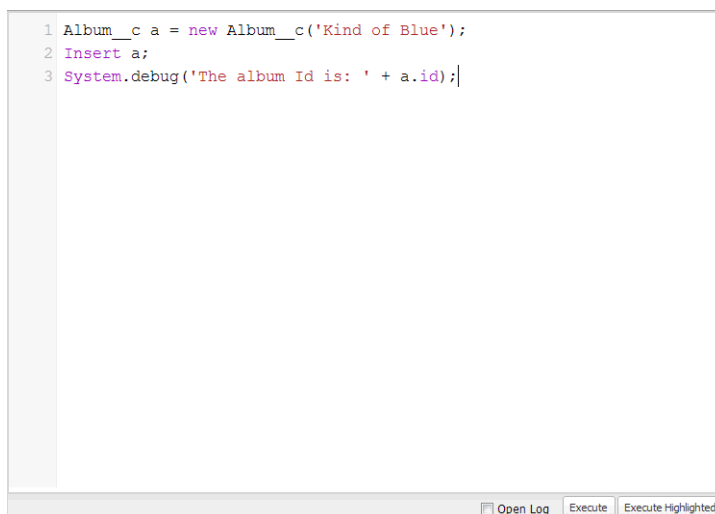 1 Album__c a = new Album__c('Kind of Blue');
2 Insert a;
3 System.debug('The album Id is: ' + a.id);
Open Log Execute Execute Highlighted